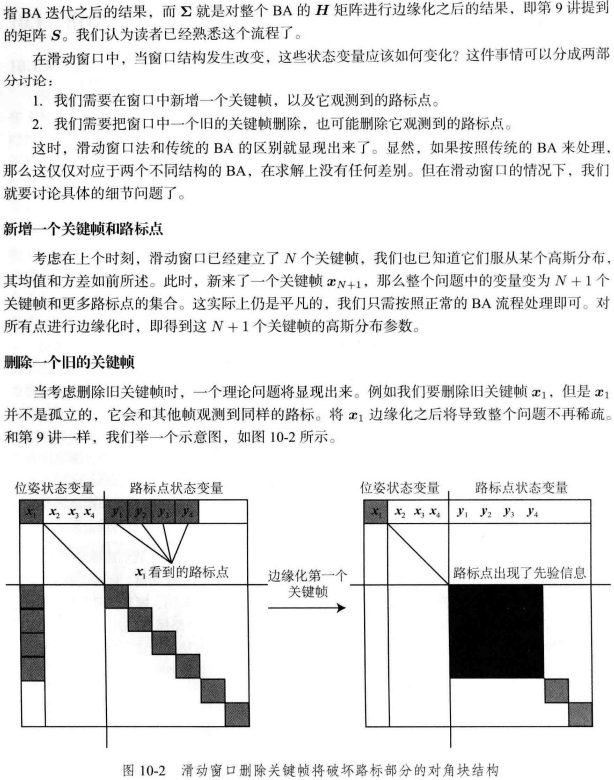 指 BA 迭代之后的结果，而 Σ 就是对整个 BA 的 H 矩阵进行边缘化之后的结果，即第 9 讲提到
的矩阵 S。我们认为读者已经熟悉这个流程了。
在滑动窗口中，当窗口结构发生改变，这些状态变量应该如何变化？这件事情可以分成两部
分讨论：
1. 我们需要在窗口中新增一个关键帧，以及它观测到的路标点。
2. 我们需要把窗口中一个旧的关键帧删除，也可能删除它观测到的路标点。
这时，滑动窗口法和传统的 BA 的区别就显现出来了。显然，如果按照传统的 BA 来处理，
那么这仅仅对应于两个不同结构的 BA，在求解上没有任何差别。但在滑动窗口的情况下，我们
就要讨论具体的细节问题了。
新增一个关键帧和路标点
考虑在上个时刻，滑动窗口已经建立了 N 个关键帧，我们也已知道它们服从某个高斯分布，
其均值和方差如前所述。此时，新来了一个关键帧 x_{N+1}，那么整个问题中的变量变为 N + 1 个
关键帧和更多路标点的集合。这实际上仍是平凡的，我们只需按照正常的 BA 流程处理即可。对
所有点进行边缘化时，即得到这 N + 1 个关键帧的高斯分布参数。
删除一个旧的关键帧
当考虑删除旧关键帧时，一个理论问题将显现出来。例如我们要删除旧关键帧 x₁，但是 x₁
并不是孤立的，它会和其他帧观测到同样的路标。将 x₁ 边缘化之后将导致整个问题不再稀疏。
和第 9 讲一样，我们举一个示意图，如图 10-2 所示。
位姿状态变量 路标点状态变量
x₁ x₂ x₃ x₄ y₁ y₂ y₃ y₄
x₁看到的路标点
边缘化第一个
关键帧
位姿状态变量 路标点状态变量
x₁ x₂ x₃ x₄ y₁ y₂ y₃ y₄
路标点出现了先验信息
图 10-2 滑动窗口删除关键帧将破坏路标部分的对角块结构